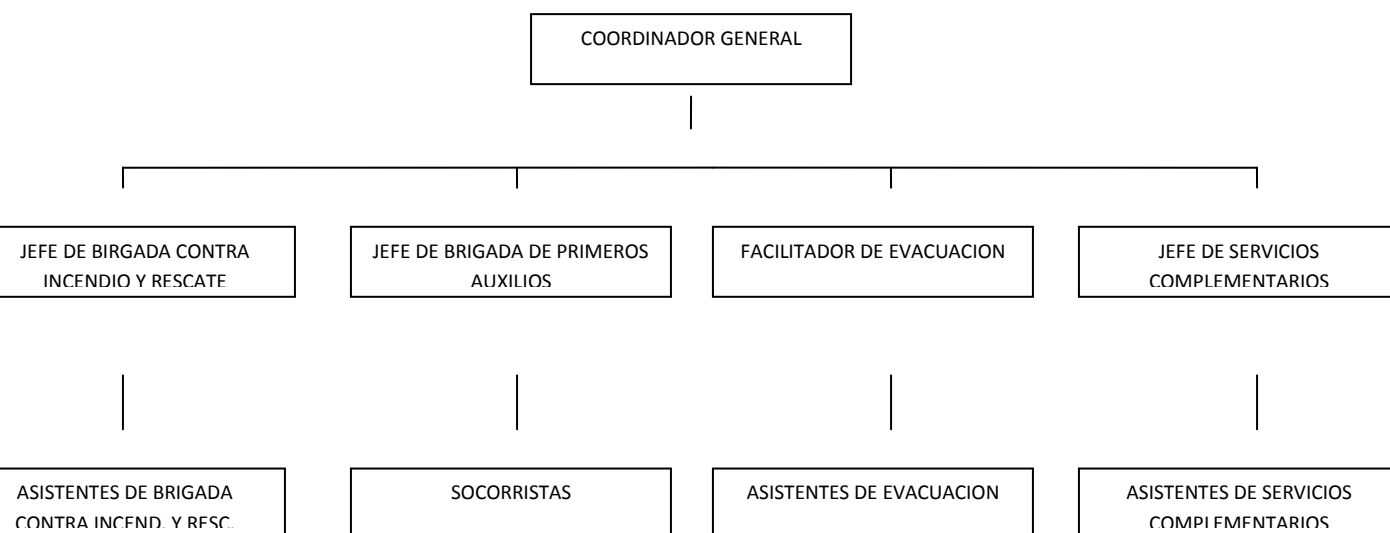 COORDINADOR GENERAL
JEFE DE BIRGADA CONTRA
INCENDIO Y RESCATE
JEFE DE BRIGADA DE PRIMEROS
AUXILIOS
FACILITADOR DE EVACUACION
JEFE DE SERVICIOS
COMPLEMENTARIOS
ASISTENTES DE BRIGADA
CONTRA INCEND. Y RESC.
SOCORRISTAS
ASISTENTES DE EVACUACION
ASISTENTES DE SERVICIOS
COMPLEMENTARIOS